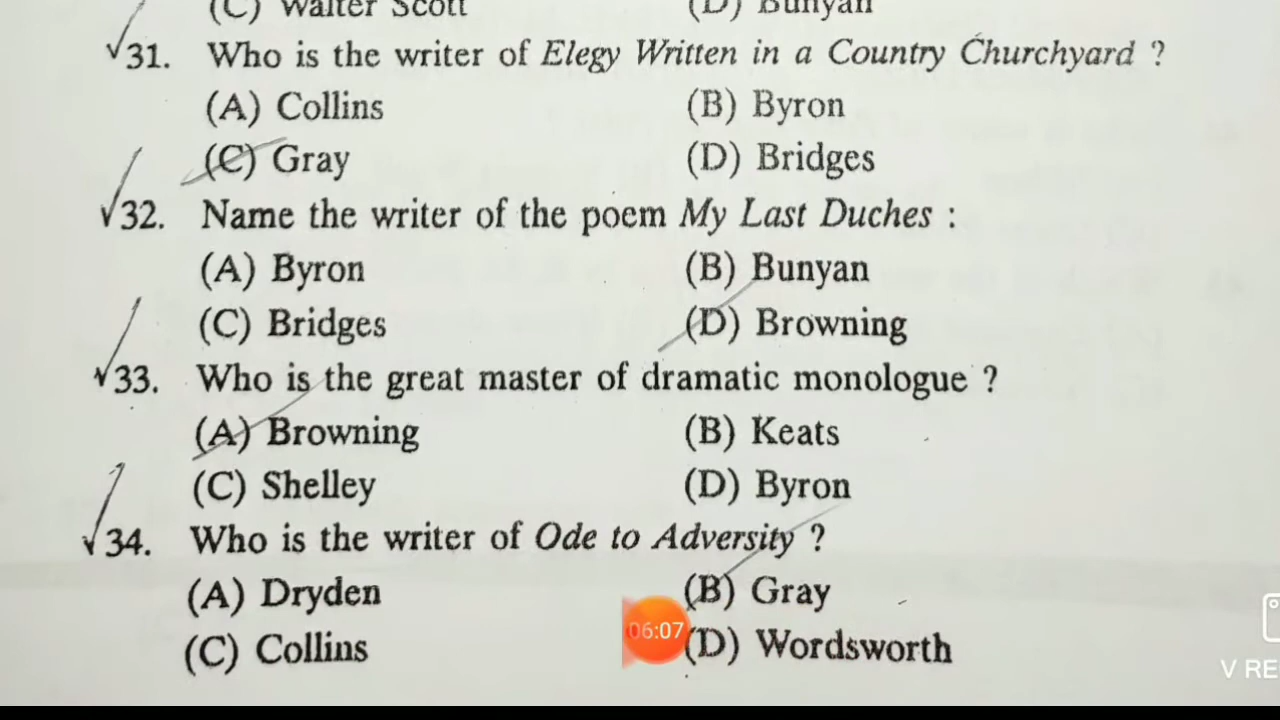 (C) Walter Scott (D) Bunyan
31. Who is the writer of Elegy Written in a Country Churchyard ?
(A) Collins (B) Byron
(C) Gray (D) Bridges
32. Name the writer of the poem My Last Duches :
(A) Byron (B) Bunyan
(C) Bridges (D) Browning
33. Who is the great master of dramatic monologue ?
(A) Browning (B) Keats
(C) Shelley (D) Byron
34. Who is the writer of Ode to Adversity ?
(A) Dryden (B) Gray
06:07
(C) Collins (D) Wordsworth
V RE